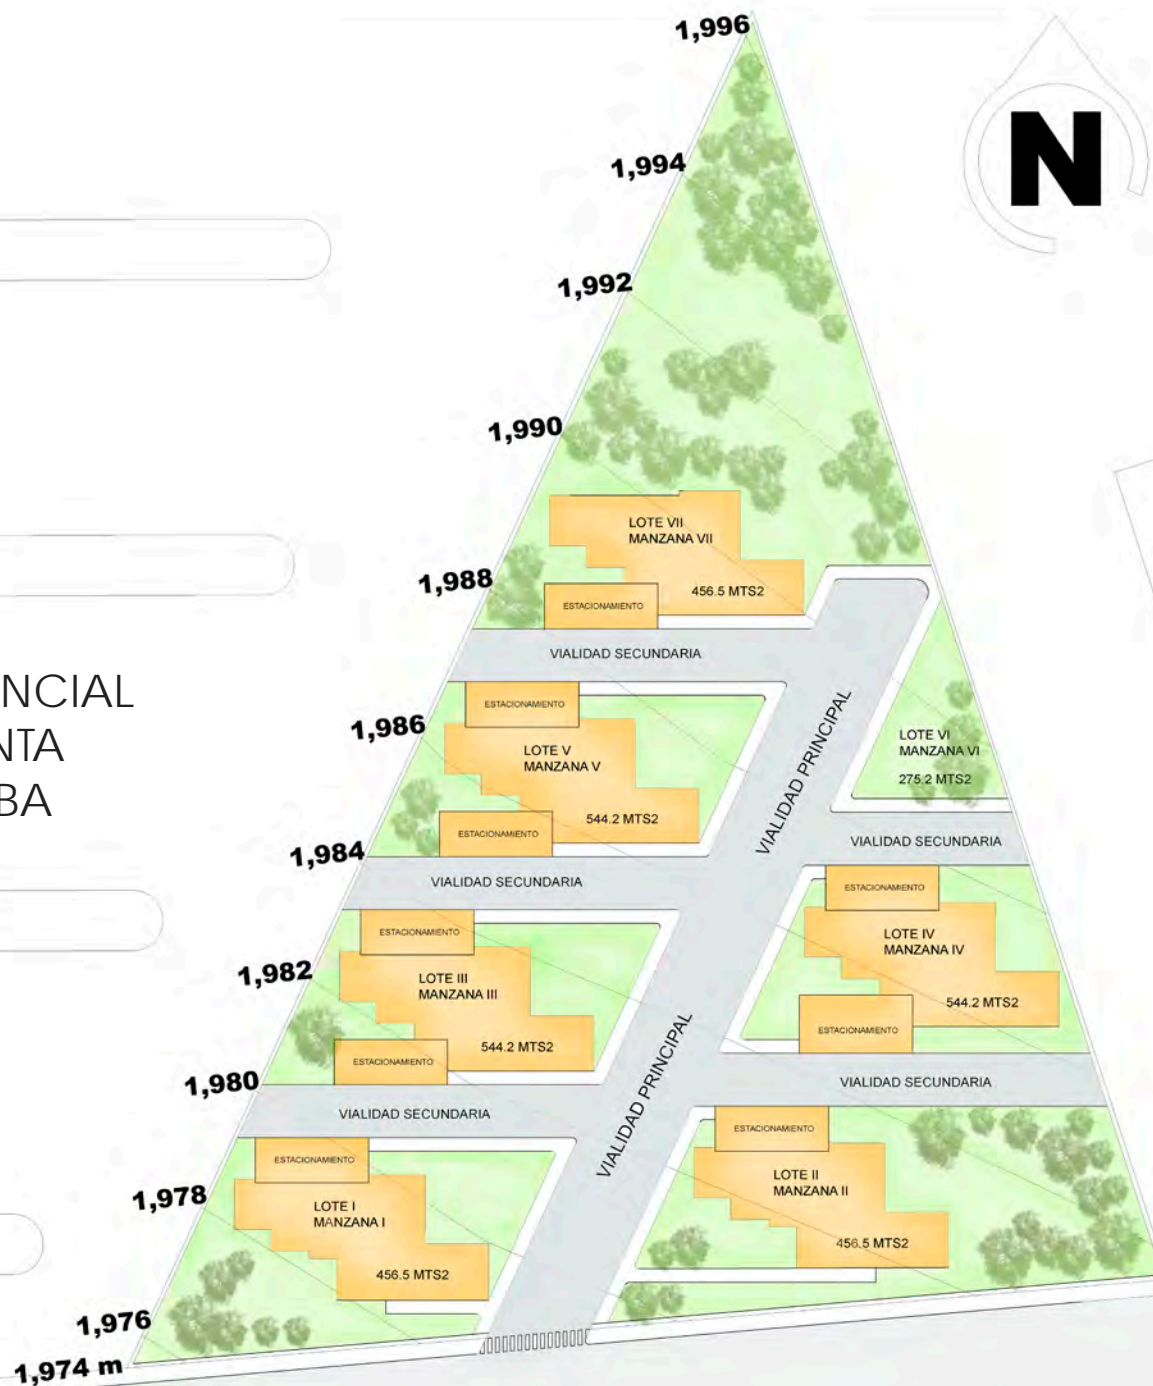 1,996
N
1,994
1,992
1,990
LOTE VII
MANZANA VII
1,988
456.5 MTS2
ESTACIONAMIENTO
VIALIDAD SECUNDARIA
NCIAL
NTA
BA
ESTACIONAMIENTO
1,986
LOTE V
MANZANA V
544.2 MTS2
ESTACIONAMIENTO
VIALIDAD PRINCIPAL
LOTE VI
MANZANA VI
275.2 MTS2
1,984
VIALIDAD SECUNDARIA
VIALIDAD SECUNDARIA
ESTACIONAMIENTO
LOTE IV
MANZANA IV
544.2 MTS2
ESTACIONAMIENTO
ESTACIONAMIENTO
1,982
LOTE III
MANZANA III
544.2 MTS2
ESTACIONAMIENTO
VIALIDAD PRINCIPAL
1,980
VIALIDAD SECUNDARIA
VIALIDAD SECUNDARIA
ESTACIONAMIENTO
1,978
LOTE I
MANZANA I
456.5 MTS2
ESTACIONAMIENTO
LOTE II
MANZANA II
456.5 MTS2
1,976
1,974 m